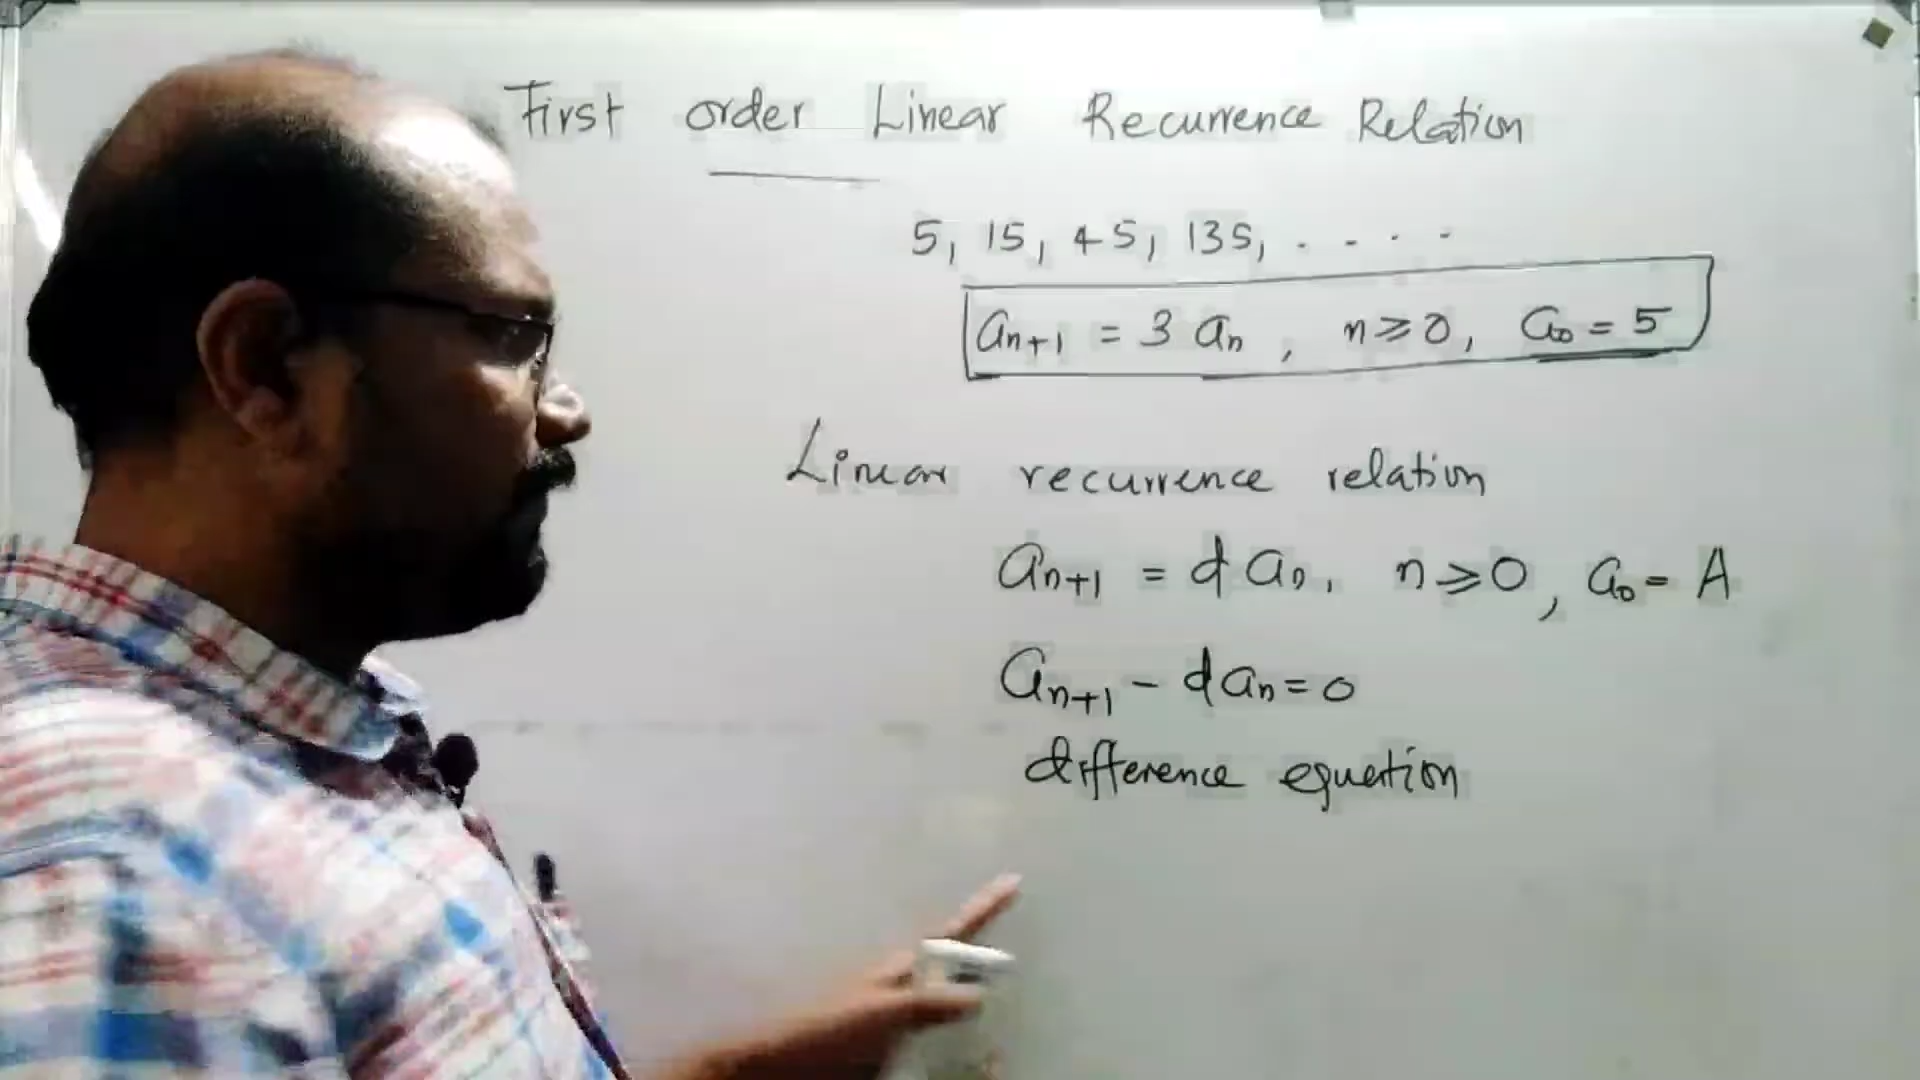 First order Linear Recurrence Relation
5, 15, 45, 135, . . . .
aₙ₊₁ = 3 aₙ , n ≥ 0, a₀ = 5
Linear recurrence relation
aₙ₊₁ = d aₙ, n ≥ 0, a₀ = A
aₙ₊₁ - d aₙ = 0
difference equation